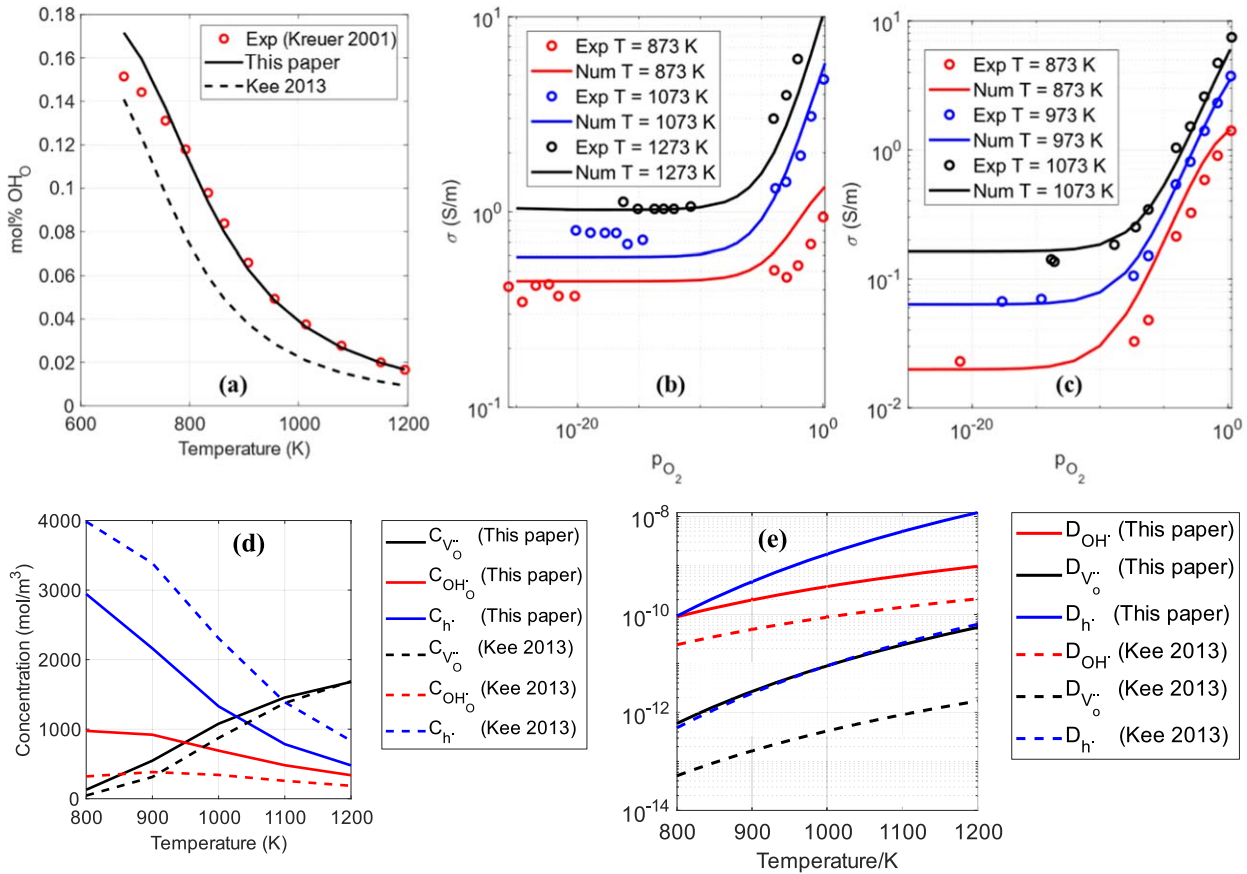 0.18
0.16
0.14
0.12
0.1
0.08
0.06
0.04
0.02
0
mol% OH_O
Exp (Kreuer 2001)
This paper
Kee 2013
(a)
600 800 1000 1200
Temperature (K)
10^1
10^0
10^-1
σ (S/m)
Exp T = 873 K
Num T = 873 K
Exp T = 1073 K
Num T = 1073 K
Exp T = 1273 K
Num T = 1273 K
(b)
10^-20 10^0
p_O_2
10^1
10^0
10^-1
10^-2
σ (S/m)
Exp T = 873 K
Num T = 873 K
Exp T = 973 K
Num T = 973 K
Exp T = 1073 K
Num T = 1073 K
(c)
10^-20 10^0
p_O_2
4000
3000
2000
1000
0
Concentration (mol/m^3)
(d)
800 900 1000 1100 1200
Temperature (K)
C_V_O^.. (This paper)
C_OH_O^. (This paper)
C_h^. (This paper)
C_V_O^.. (Kee 2013)
C_OH_O^. (Kee 2013)
C_h^. (Kee 2013)
10^-8
10^-10
10^-12
10^-14
(e)
800 900 1000 1100 1200
Temperature/K
D_OH^. (This paper)
D_V_o^.. (This paper)
D_h^. (This paper)
D_OH^. (Kee 2013)
D_V_o^.. (Kee 2013)
D_h^. (Kee 2013)